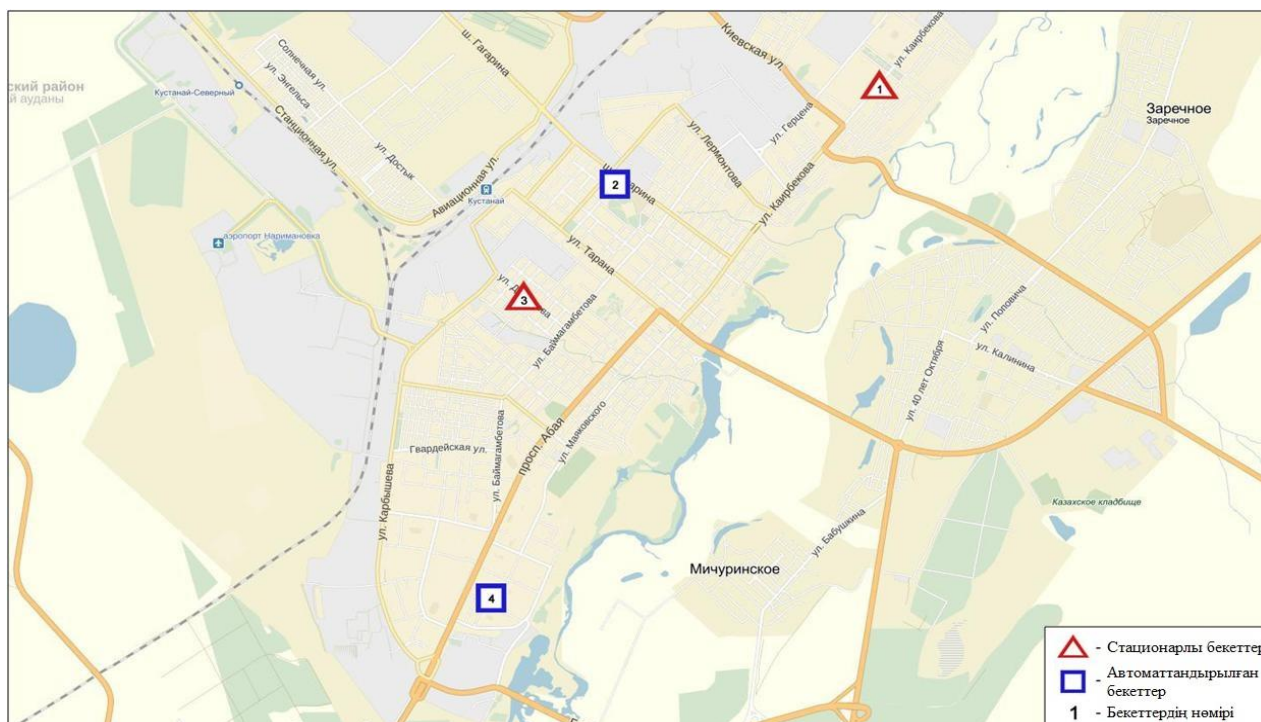 ский район
й ауданы
Кустанай-Северный
Солнечная ул.
ул. Энгельса
Станционная ул.
ул. Достык
ш. Гагарина
Авиационная ул.
Кустанай
аэропорт Наримановка
Киевская ул.
ул. Каирбекова
1
ул. Герцена
ул. Лермонтова
2
ул. Каирбекова
Заречное
Заречное
ул. Тарана
3
ул. Баймагамбетова
ул. Поповича
ул. Калинина
ул. 40 лет Октября
Гвардейская ул.
ул. Баймагамбетова
просп. Абая
ул. Маяковского
ул. Карбышева
Казахское кладбище
ул. Бабушкина
Мичуринское
4
- Стационарлы бекеттер
- Автоматтандырылған
бекеттер
1 - Бекеттердің нөмірі